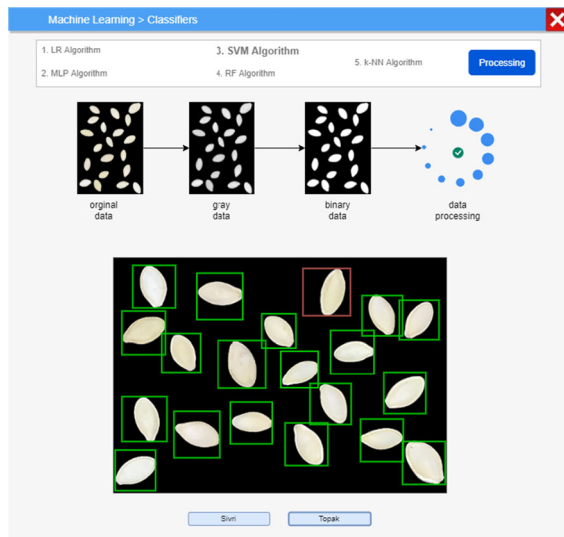 Machine Learning > Classifiers
1. LR Algorithm
3. SVM Algorithm
5. k-NN Algorithm
Processing
2. MLP Algorithm
4. RF Algorithm
orginal
data
gray
data
binary
data
data
processing
Sivri
Topak